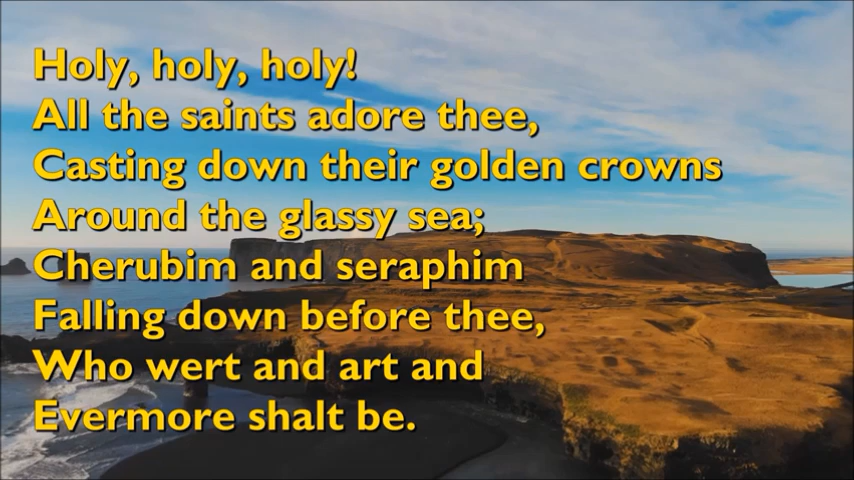 Holy, holy, holy!
All the saints adore thee,
Casting down their golden crowns
Around the glassy sea;
Cherubim and seraphim
Falling down before thee,
Who wert and art and
Evermore shalt be.